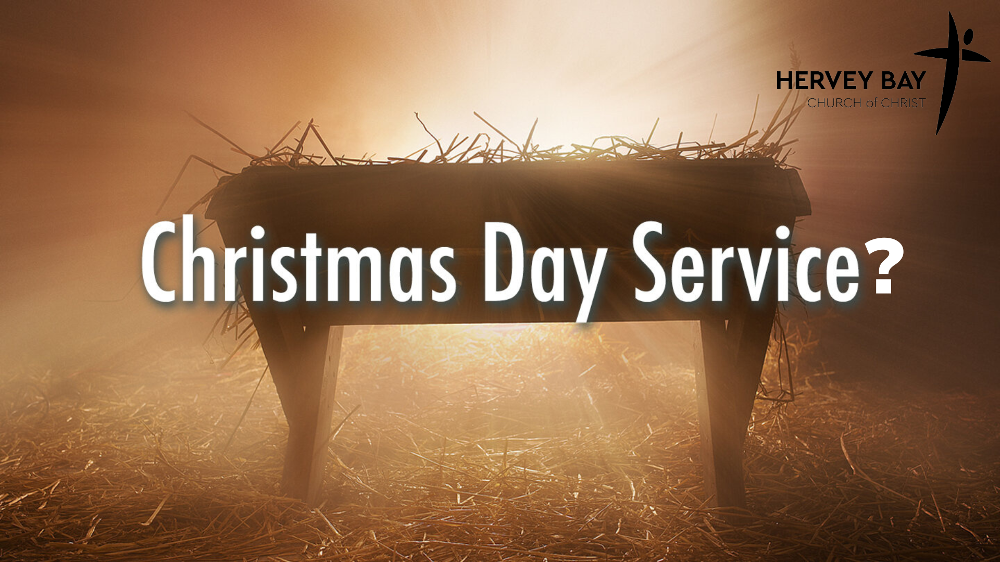 HERVEY BAY
CHURCH of CHRIST
Christmas Day Service?